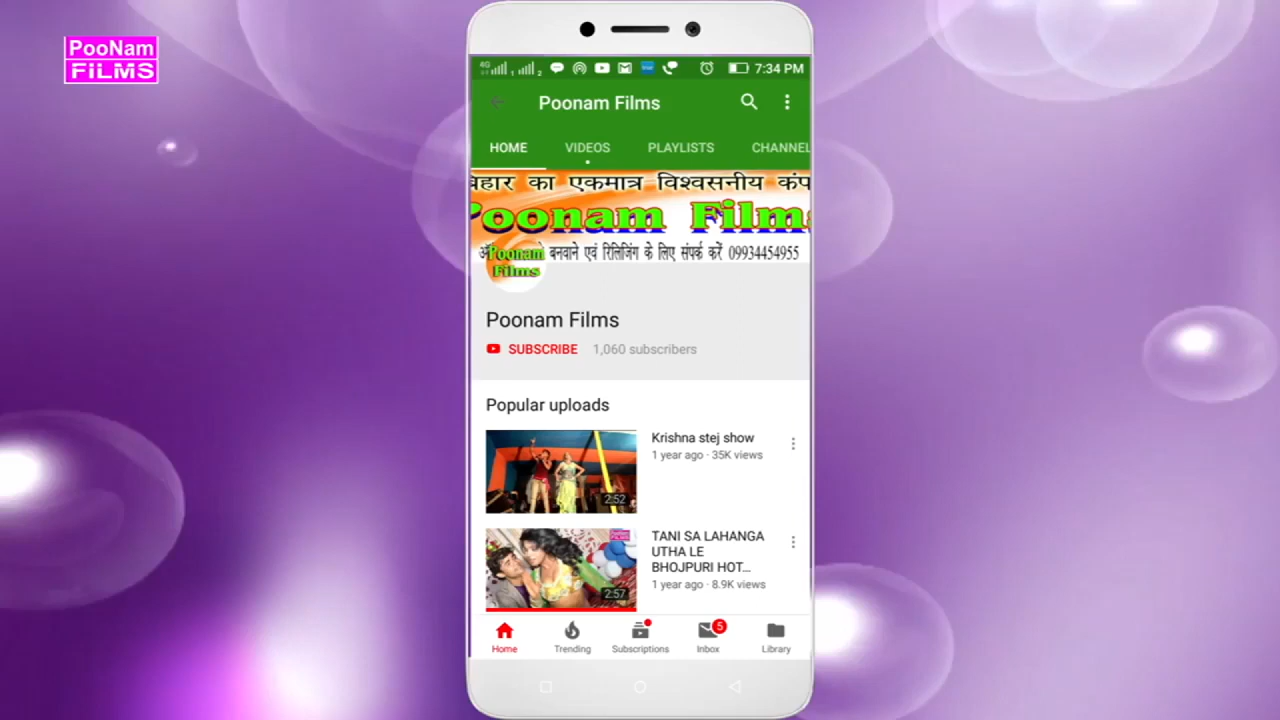 PooNam
FiLMS
4G 1 2 7:34 PM
Poonam Films
HOME VIDEOS PLAYLISTS CHANNEL
बिहार का एकमात्र विश्वसनीय कंप
Poonam Films
बनवाने एवं रिलिजिंग के लिए संपर्क करें 09934454955
Poonam
Films
Poonam Films
SUBSCRIBE 1,060 subscribers
Popular uploads
Krishna stej show
1 year ago · 35K views
2:52
TANI SA LAHANGA
UTHA LE
BHOJPURI HOT...
1 year ago · 8.9K views
2:57
5
Home Trending Subscriptions Inbox Library